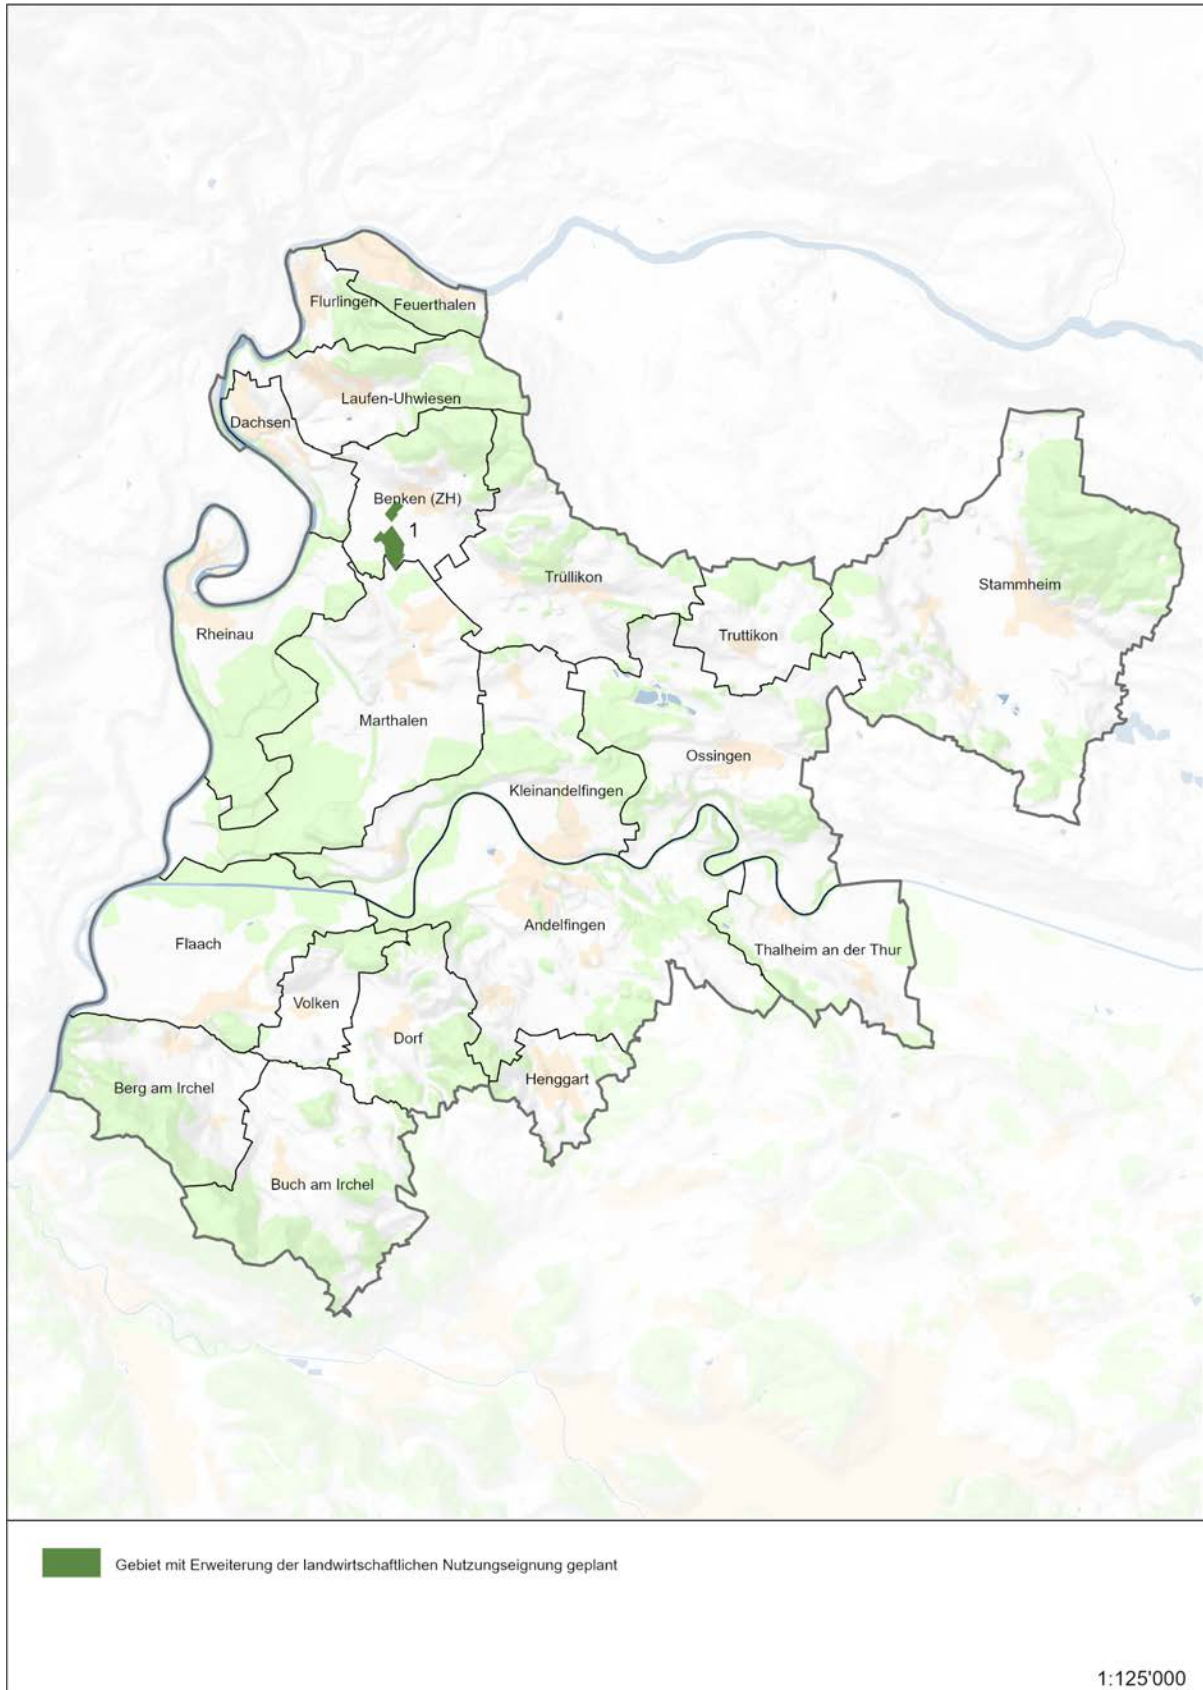 Flurlingen
Feuerthalen
Laufen-Uhwiesen
Dachsen
Benken (ZH)
1
Trüllikon
Stammheim
Rheinau
Truttikon
Marthalen
Ossingen
Kleinandelfingen
Andelfingen
Flaach
Thalheim an der Thur
Volken
Dorf
Henggart
Berg am Irchel
Buch am Irchel
Gebiet mit Erweiterung der landwirtschaftlichen Nutzungseignung geplant
1:125'000